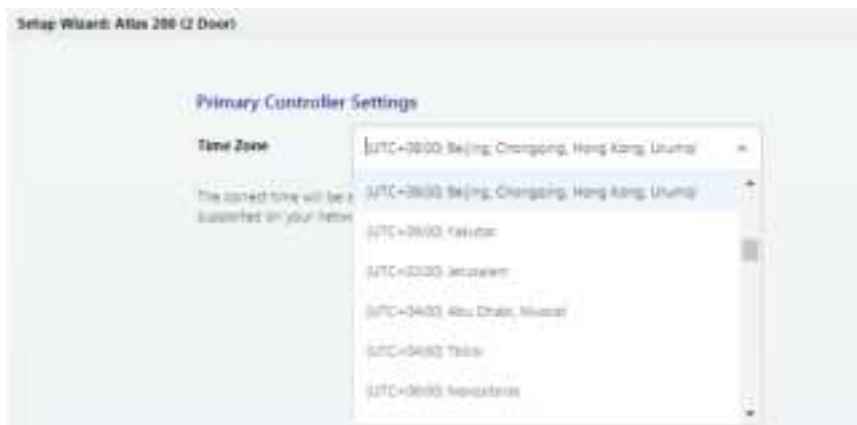 Setup Wizard: Atlas 200 (2 Door)
Primary Controller Settings
Time Zone
(UTC+08:00) Beijing, Chongqing, Hong Kong, Urumqi
(UTC+08:00) Beijing, Chongqing, Hong Kong, Urumqi
The correct time will be
supported on your
(UTC+09:00) Yakutsk
Jerusalem
(UTC+04:00) Abu Dhabi, Muscat
(UTC+04:00) Tbilisi
Novosibirsk